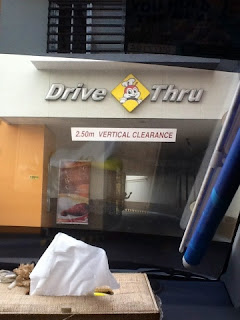 Drive Thru
2.50m VERTICAL CLEARANCE